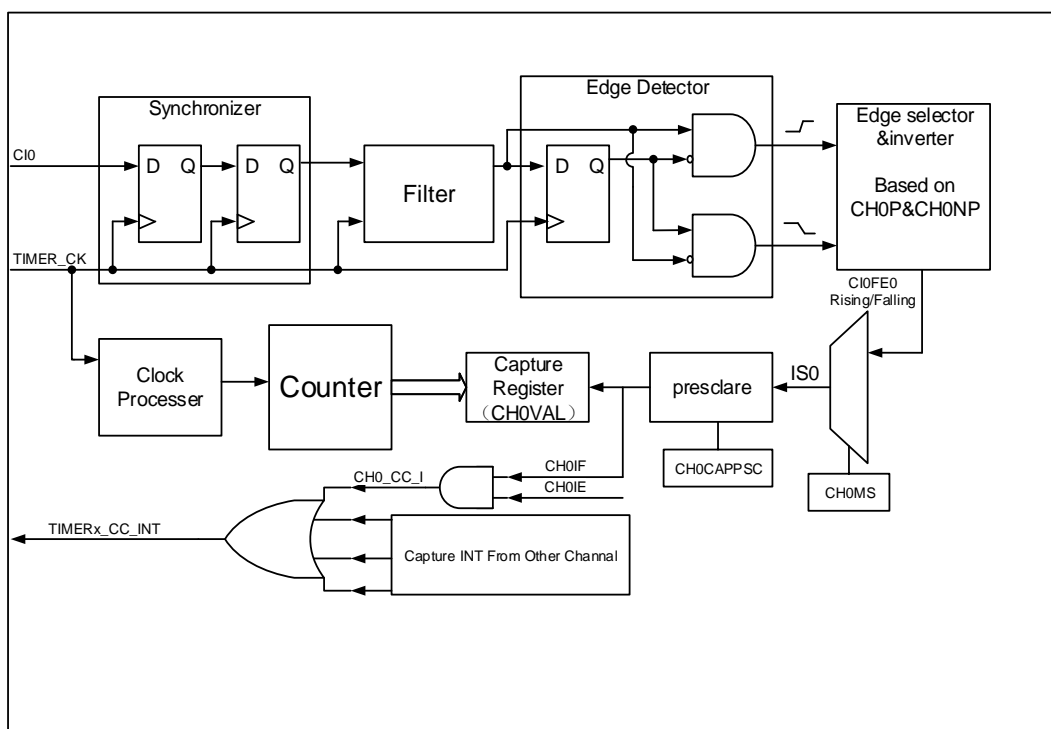 Synchronizer
Edge Detector
CI0
D Q
D Q
Filter
D Q
Edge selector
&inverter
Based on
CH0P&CH0NP
TIMER_CK
CI0FE0
Rising/Falling
Clock
Processer
Counter
Capture
Register
（CH0VAL）
presclare
IS0
CH0CAPPSC
CH0MS
CH0IF
CH0_CC_I
CH0IE
TIMERx_CC_INT
Capture INT From Other Channel